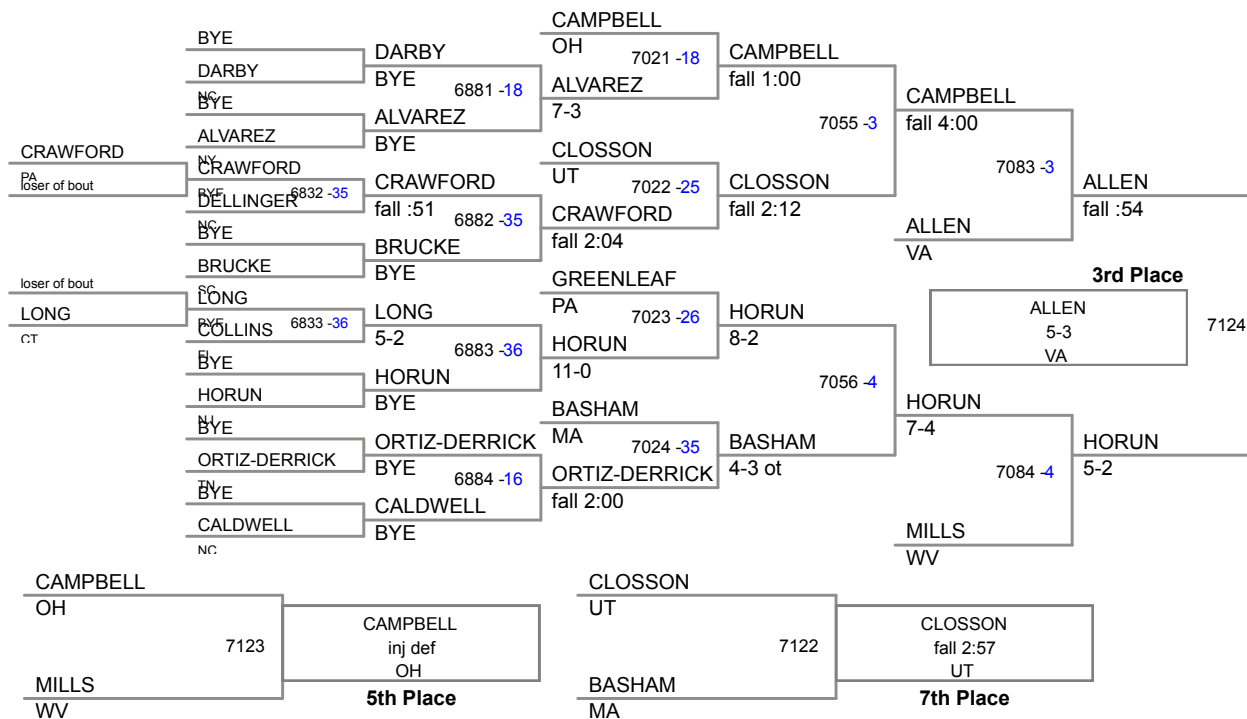 CAMPBELL
OH
BYE
DARBY
7021 -18
CAMPBELL
DARBY
NC
BYE
6881 -18
ALVAREZ
fall 1:00
BYE
ALVAREZ
7-3
CAMPBELL
ALVAREZ
NY
BYE
7055 -3
fall 4:00
CRAWFORD
PA
loser of bout
CRAWFORD
BYE
6832 -35
CLOSSON
UT
7022 -25
CLOSSON
7083 -3
ALLEN
DELLINGER
NC
CRAWFORD
fall :51
6882 -35
CRAWFORD
fall 2:12
fall :54
BYE
BRUCKE
fall 2:04
ALLEN
VA
BRUCKE
SC
BYE
3rd Place
loser of bout
GREENLEAF
PA
ALLEN
5-3
VA
7124
LONG
CT
LONG
BYE
6833 -36
LONG
5-2
7023 -26
HORUN
8-2
COLLINS
FL
6883 -36
HORUN
11-0
BYE
HORUN
BYE
7056 -4
HORUN
NJ
BASHAM
MA
HORUN
7-4
BYE
ORTIZ-DERRICK
BYE
7024 -35
BASHAM
4-3 ot
HORUN
5-2
ORTIZ-DERRICK
TN
6884 -16
ORTIZ-DERRICK
fall 2:00
7084 -4
BYE
CALDWELL
BYE
CALDWELL
NC
MILLS
WV
CAMPBELL
OH
7123
CAMPBELL
inj def
OH
MILLS
WV
5th Place
CLOSSON
UT
7122
CLOSSON
fall 2:57
UT
BASHAM
MA
7th Place